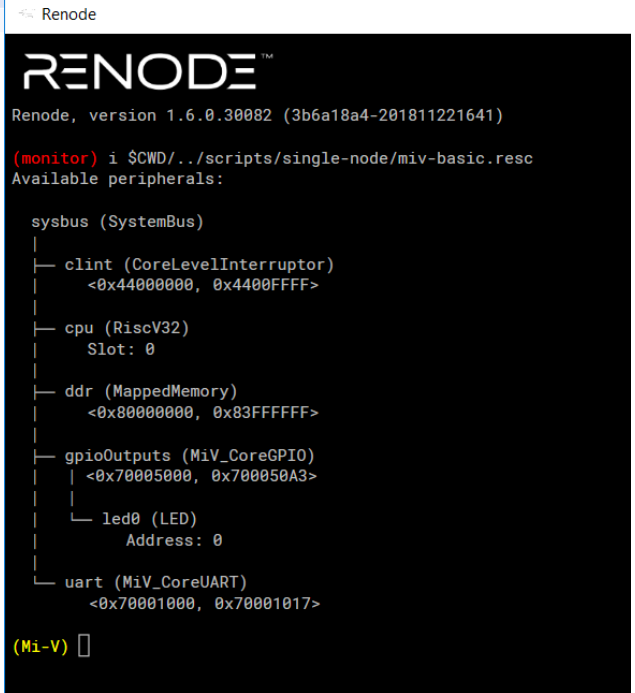 Renode
RENODE™
Renode, version 1.6.0.30082 (3b6a18a4-201811221641)
(monitor) i $CWD/../scripts/single-node/miv-basic.resc
Available peripherals:
sysbus (SystemBus)
clint (CoreLevelInterruptor)
<0x44000000, 0x4400FFFF>
cpu (RiscV32)
Slot: 0
ddr (MappedMemory)
<0x80000000, 0x83FFFFFF>
gpioOutputs (MiV_CoreGPIO)
<0x70005000, 0x700050A3>
led0 (LED)
Address: 0
uart (MiV_CoreUART)
<0x70001000, 0x70001017>
(Mi-V)